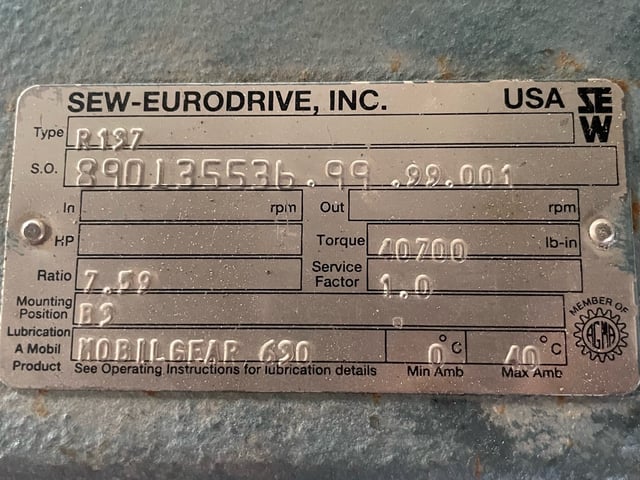 SEW-EURODRIVE, INC. USA SEW
Type R137
S.O. 890135536.99.99.001
In rpm Out rpm
HP Torque 40700 lb-in
Ratio 7.59 Service Factor 1.0
Mounting Position B3
Lubrication A Mobil Product MOBILGEAR 630 0 °C 40 °C
See Operating Instructions for lubrication details Min Amb Max Amb
MEMBER OF AGMA